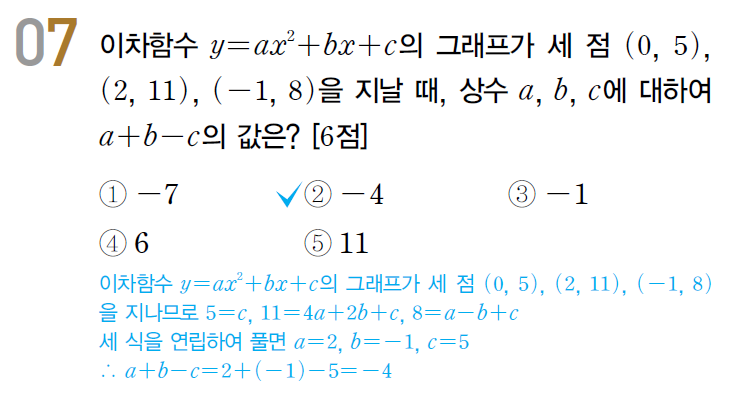 07 이차함수 y=ax²+bx+c의 그래프가 세 점 (0, 5),
(2, 11), (-1, 8)을 지날 때, 상수 a, b, c에 대하여
a+b-c의 값은? [6점]
① -7 ② -4 ③ -1
④ 6 ⑤ 11
이차함수 y=ax²+bx+c의 그래프가 세 점 (0, 5), (2, 11), (-1, 8)
을 지나므로 5=c, 11=4a+2b+c, 8=a-b+c
세 식을 연립하여 풀면 a=2, b=-1, c=5
∴ a+b-c=2+(-1)-5=-4